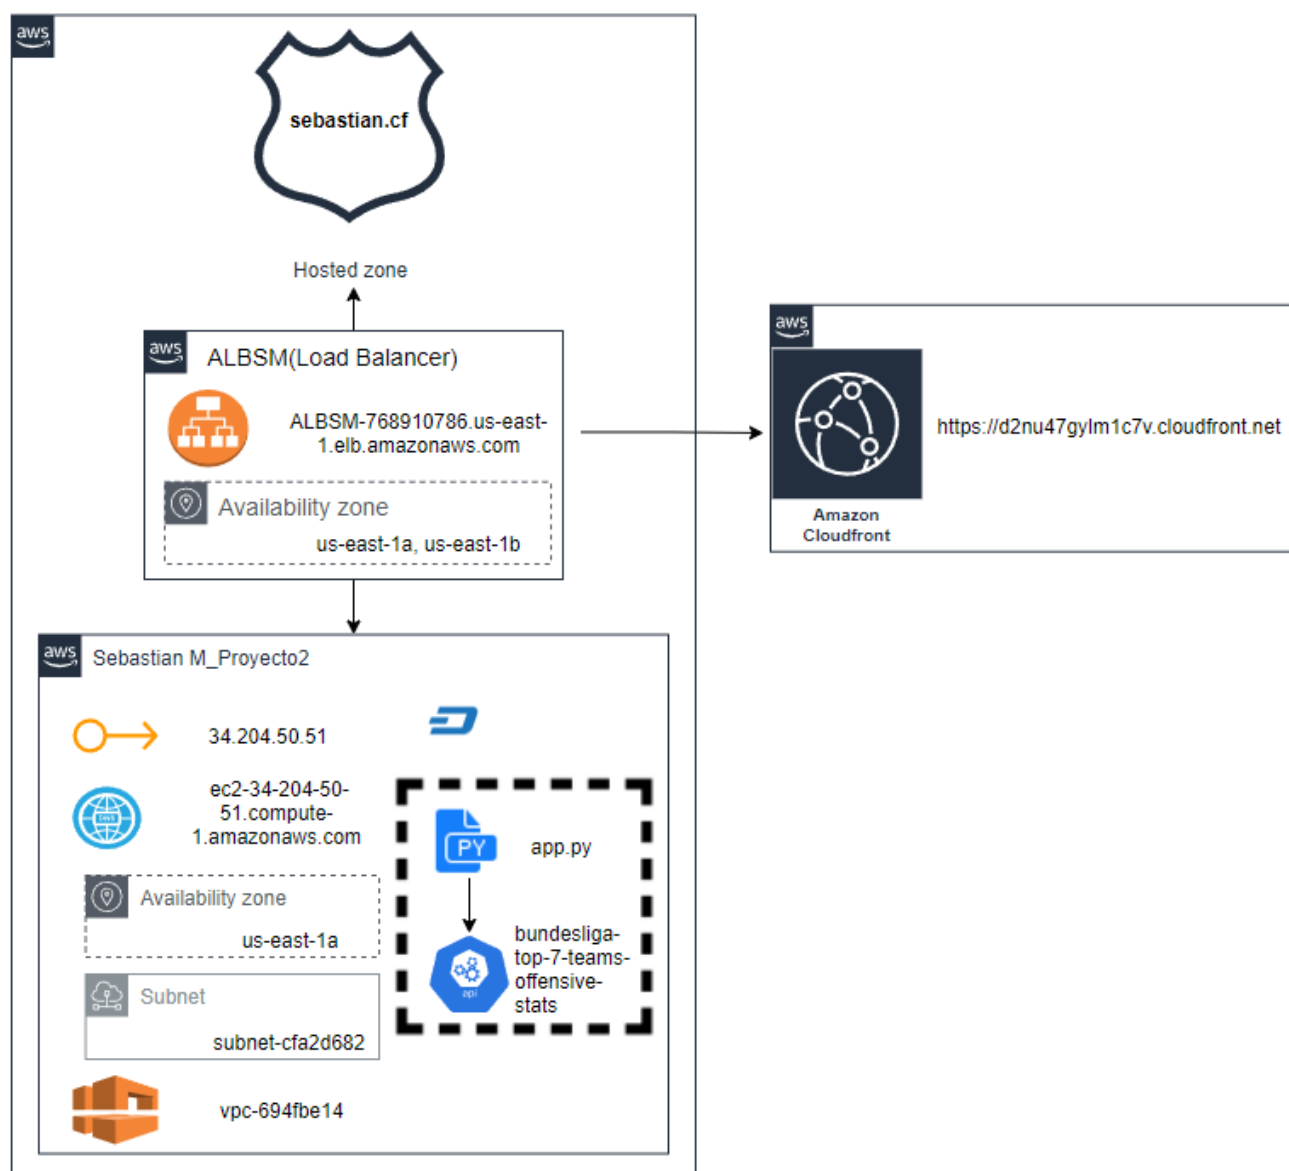 aws
sebastian.cf
Hosted zone
aws
ALBSM(Load Balancer)
ALBSM-768910786.us-east-
1.elb.amazonaws.com
Availability zone
us-east-1a, us-east-1b
aws
https://d2nu47gylm1c7v.cloudfront.net
Amazon
Cloudfront
aws
Sebastian M_Proyecto2
34.204.50.51
ec2-34-204-50-
51.compute-
1.amazonaws.com
DNS
Availability zone
us-east-1a
Subnet
subnet-cfa2d682
vpc-694fbe14
PY
app.py
api
bundesliga-
top-7-teams-
offensive-
stats